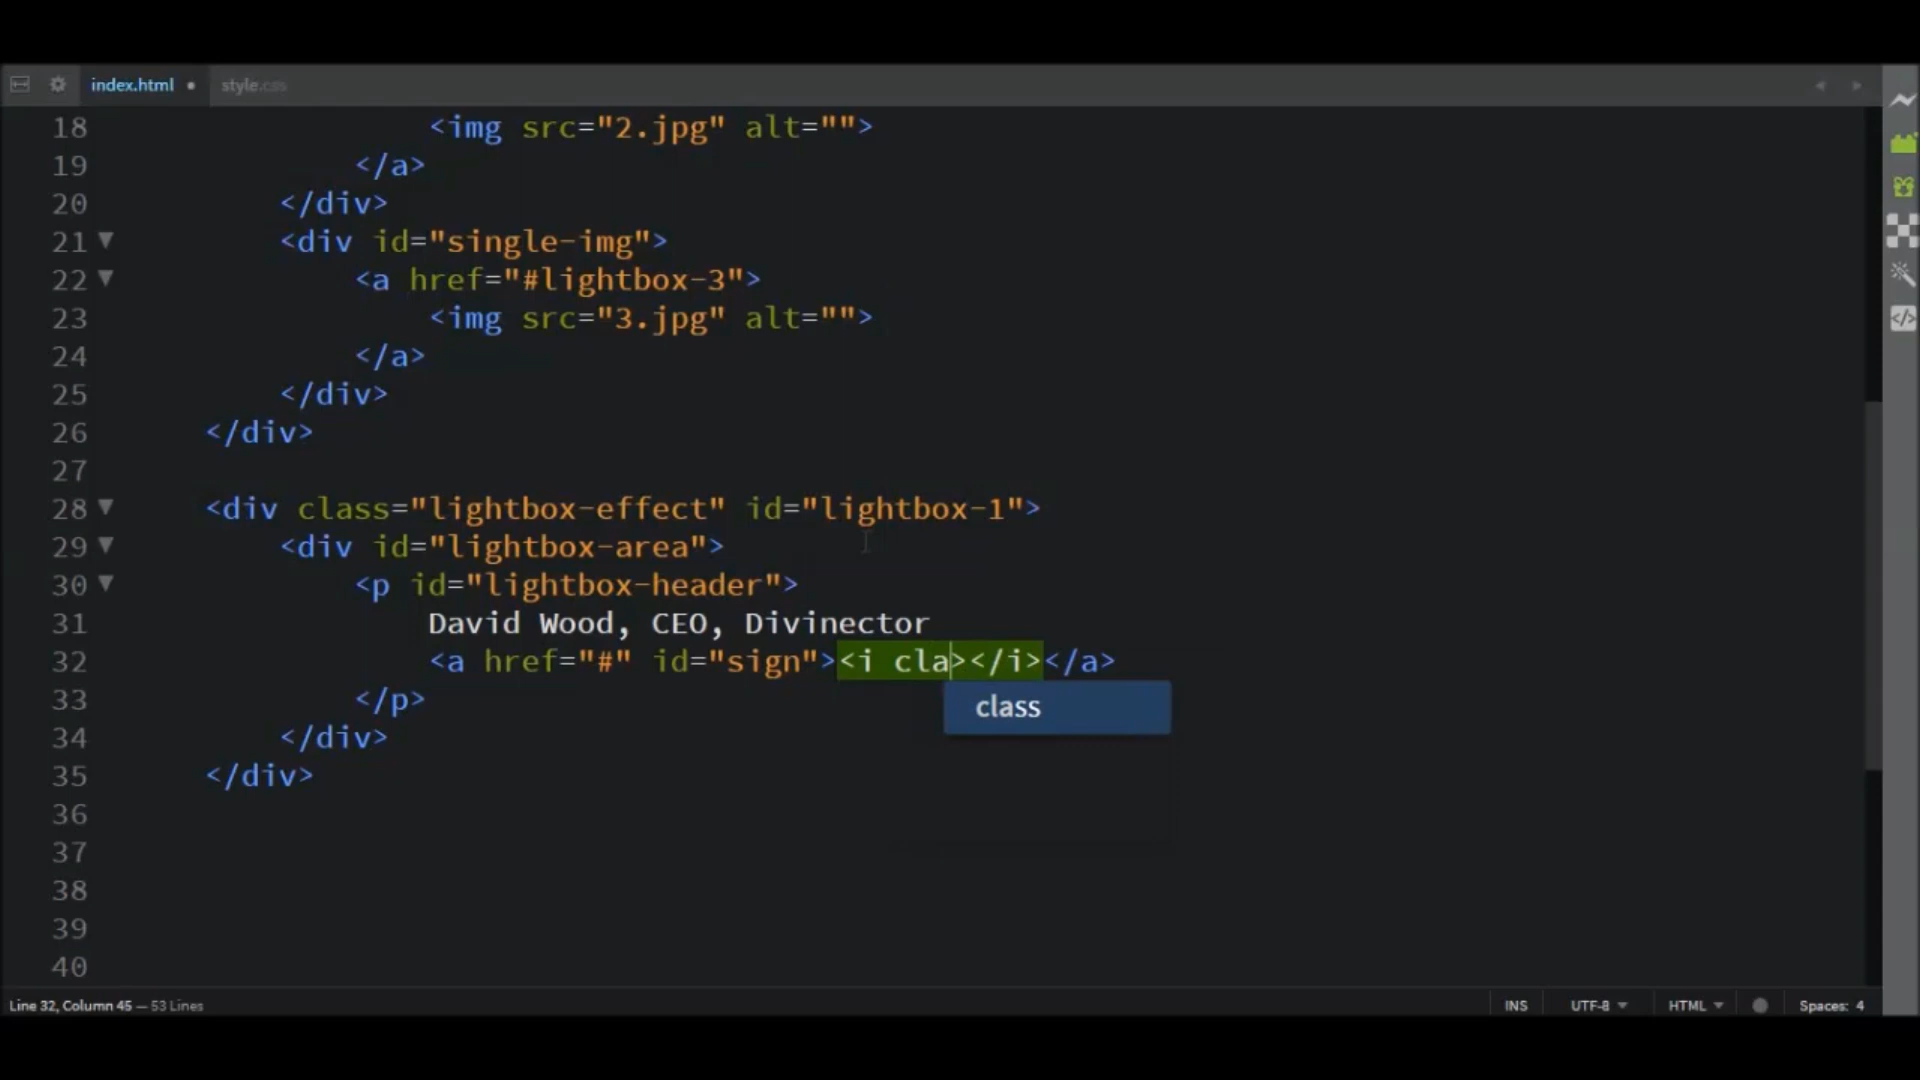 index.html • style.css
18 <img src="2.jpg" alt="">
19 </a>
20 </div>
21 <div id="single-img">
22 <a href="#lightbox-3">
23 <img src="3.jpg" alt="">
24 </a>
25 </div>
26 </div>
27
28 <div class="lightbox-effect" id="lightbox-1">
29 <div id="lightbox-area">
30 <p id="lightbox-header">
31 David Wood, CEO, Divinector
32 <a href="#" id="sign"><i cla></i></a>
33 </p>
class
34 </div>
35 </div>
36
37
38
39
40
Line 32, Column 45 — 53 Lines INS UTF-8 HTML Spaces: 4